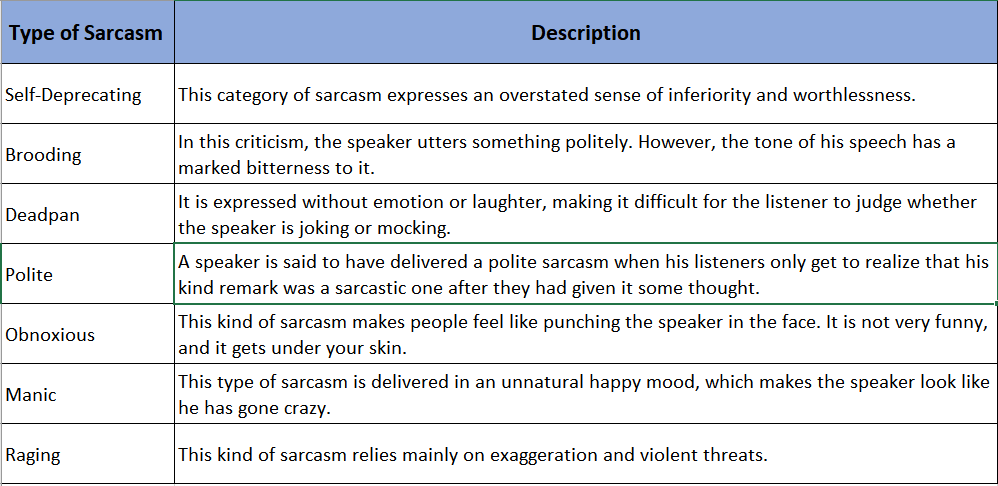 Type of Sarcasm Description
Self-Deprecating This category of sarcasm expresses an overstated sense of inferiority and worthlessness.
Brooding In this criticism, the speaker utters something politely. However, the tone of his speech has a
marked bitterness to it.
Deadpan It is expressed without emotion or laughter, making it difficult for the listener to judge whether
the speaker is joking or mocking.
Polite A speaker is said to have delivered a polite sarcasm when his listeners only get to realize that his
kind remark was a sarcastic one after they had given it some thought.
Obnoxious This kind of sarcasm makes people feel like punching the speaker in the face. It is not very funny,
and it gets under your skin.
Manic This type of sarcasm is delivered in an unnatural happy mood, which makes the speaker look like
he has gone crazy.
Raging This kind of sarcasm relies mainly on exaggeration and violent threats.